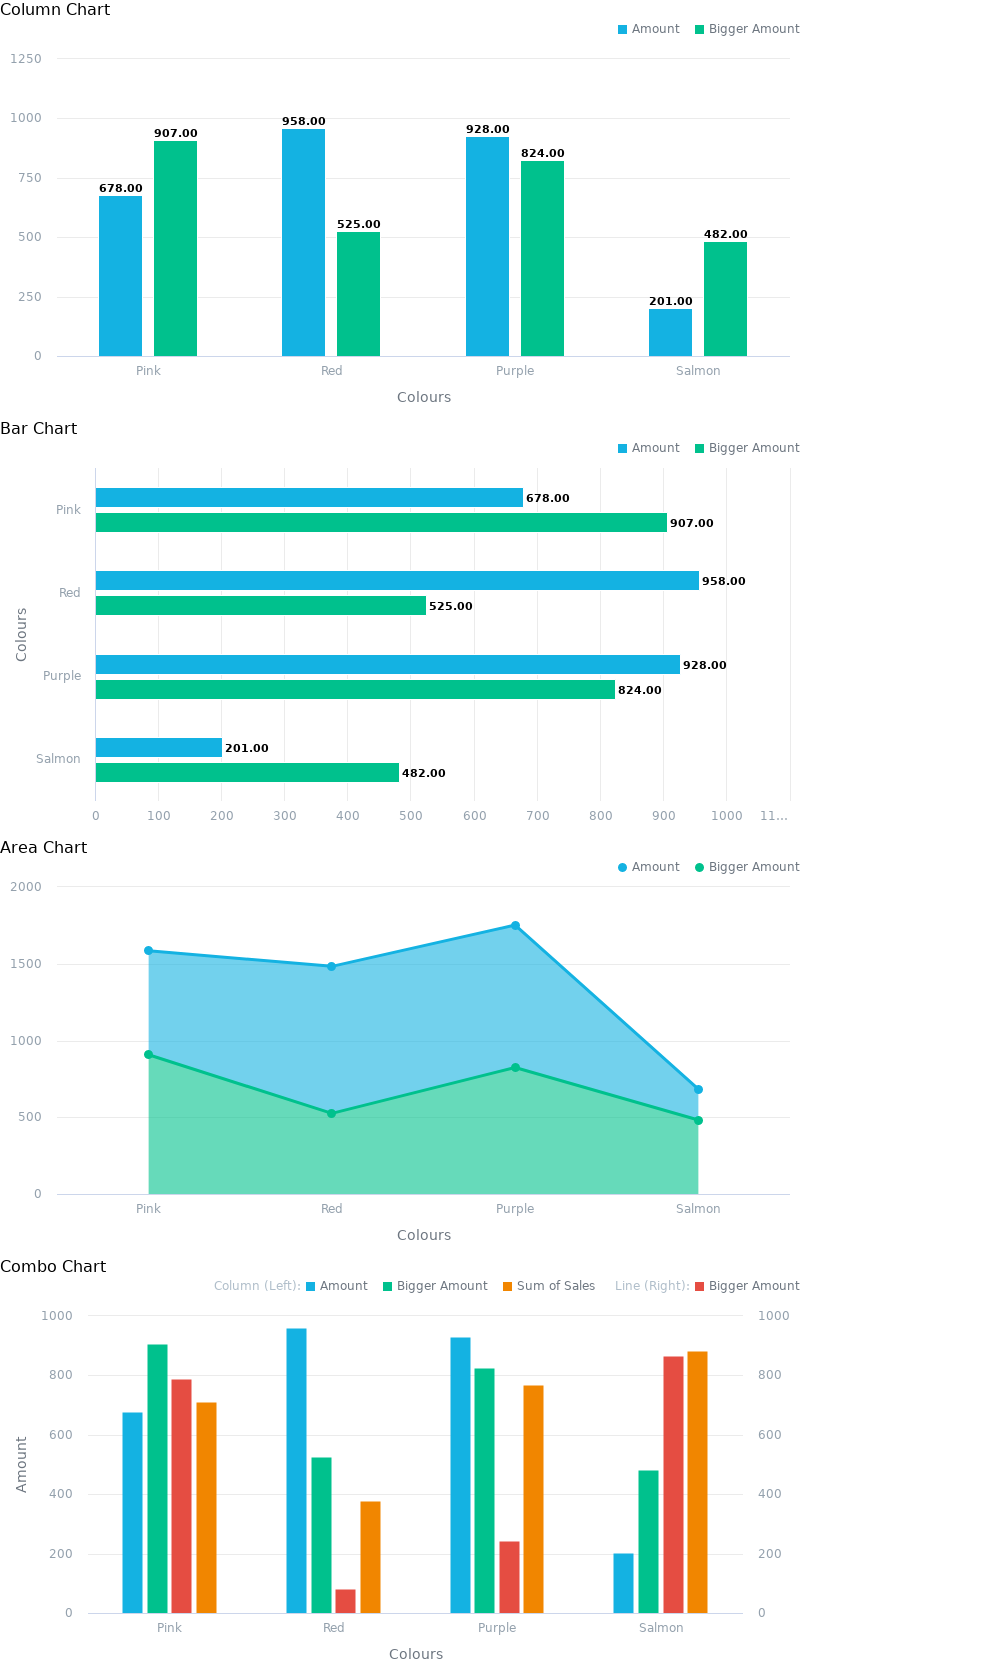 Column Chart
Amount Bigger Amount
1250
1000
750
500
250
0
678.00 907.00 958.00 525.00 928.00 824.00 201.00 482.00
Pink Red Purple Salmon
Colours
Bar Chart
Amount Bigger Amount
Colours
Pink 678.00
907.00
Red 958.00
525.00
Purple 928.00
824.00
Salmon 201.00
482.00
0 100 200 300 400 500 600 700 800 900 1000 11...
Area Chart
Amount Bigger Amount
2000
1500
1000
500
0
Pink Red Purple Salmon
Colours
Combo Chart
Column (Left): Amount Bigger Amount Sum of Sales Line (Right): Bigger Amount
Amount
1000 1000
800 800
600 600
400 400
200 200
0 0
Pink Red Purple Salmon
Colours